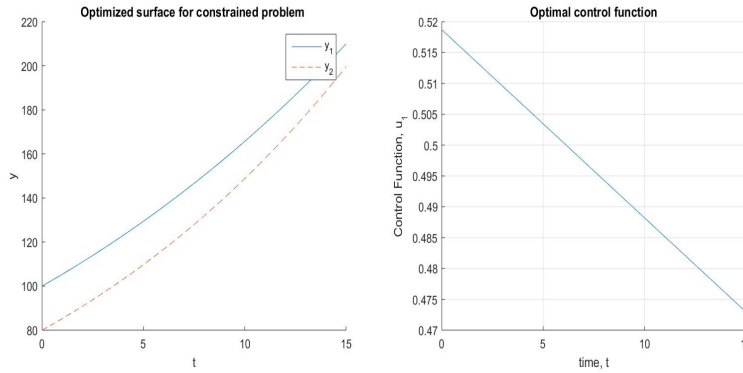 Optimized surface for constrained problem
220
200
180
160
140
120
100
80
y
0 5 10 15
t
y1
y2
Optimal control function
0.52
0.515
0.51
0.505
0.5
0.495
0.49
0.485
0.48
0.475
0.47
Control Function, u1
0 5 10
time, t